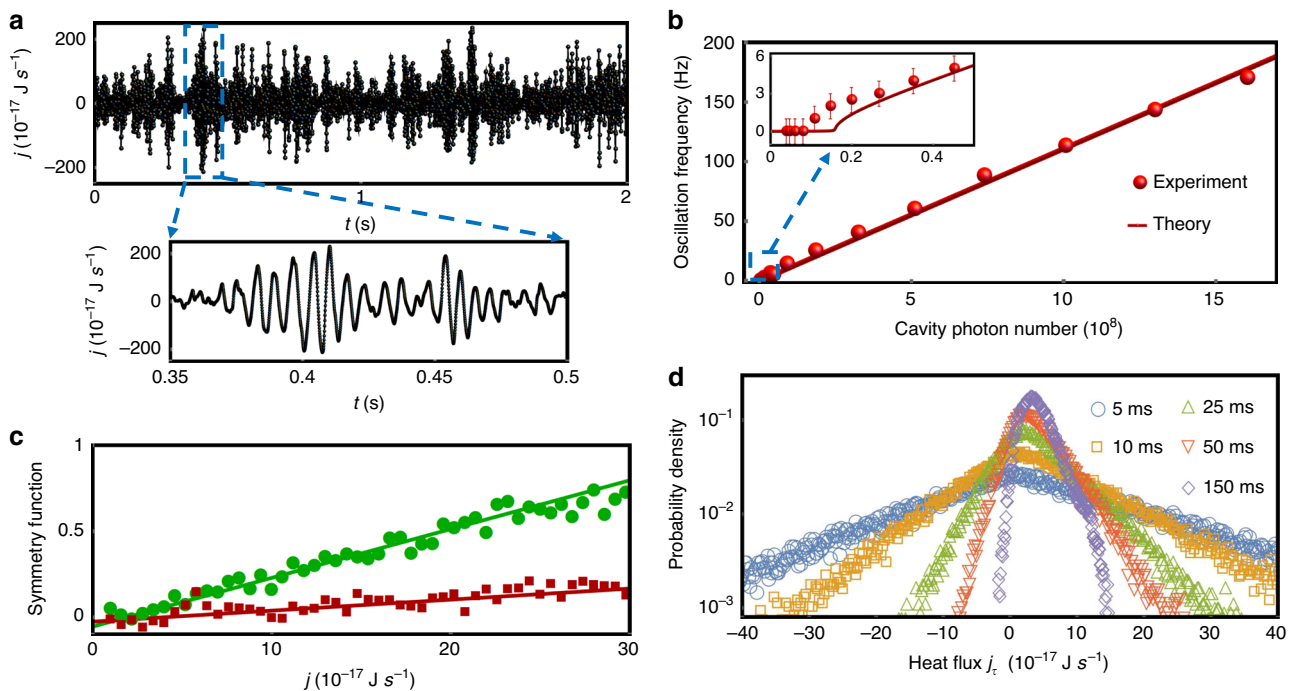 a
j (10⁻¹⁷ J s⁻¹)
200
0
−200
0
1
2
t (s)
j (10⁻¹⁷ J s⁻¹)
200
0
−200
0.35
0.4
0.45
0.5
t (s)
b
Oscillation frequency (Hz)
200
150
100
50
0
6
3
0
0
0.2
0.4
Experiment
Theory
0
5
10
15
Cavity photon number (10⁸)
c
Symmetry function
1
0.5
0
0
10
20
30
j (10⁻¹⁷ J s⁻¹)
d
Probability density
10⁻¹
10⁻²
10⁻³
5 ms
25 ms
10 ms
50 ms
150 ms
−40
−20
−10
0
10
20
30
40
Heat flux jτ (10⁻¹⁷ J s⁻¹)